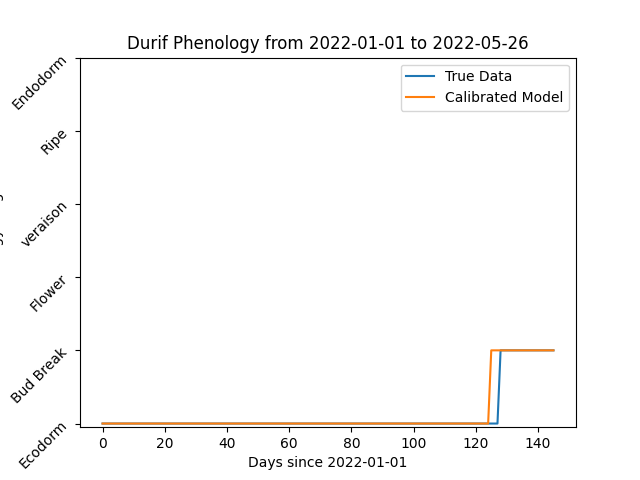 Durif Phenology from 2022-01-01 to 2022-05-26
True Data
Calibrated Model
Endodorm
Ripe
veraison
Flower
Bud Break
Ecodorm
0 20 40 60 80 100 120 140
Days since 2022-01-01